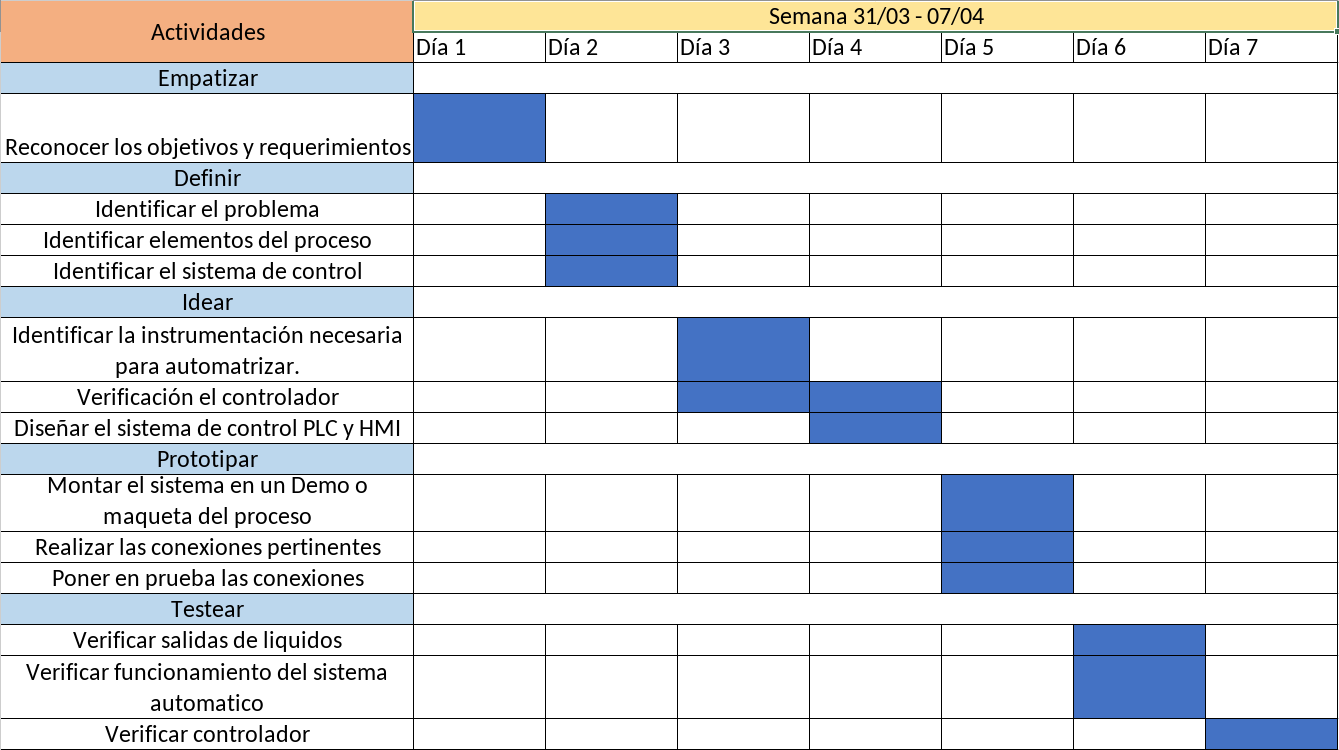 Actividades
Semana 31/03 - 07/04
Día 1 Día 2 Día 3 Día 4 Día 5 Día 6 Día 7
Empatizar
Reconocer los objetivos y requerimientos
Definir
Identificar el problema
Identificar elementos del proceso
Identificar el sistema de control
Idear
Identificar la instrumentación necesaria
para automatrizar.
Verificación el controlador
Diseñar el sistema de control PLC y HMI
Prototipar
Montar el sistema en un Demo o
maqueta del proceso
Realizar las conexiones pertinentes
Poner en prueba las conexiones
Testear
Verificar salidas de liquidos
Verificar funcionamiento del sistema
automatico
Verificar controlador